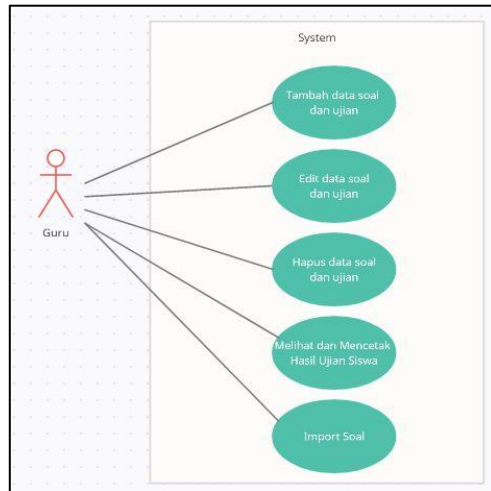 System
Tambah data soal
dan ujian
Edit data soal
dan ujian
Guru
Hapus data soal
dan ujian
Melihat dan Mencetak
Hasil Ujian Siswa
Import Soal